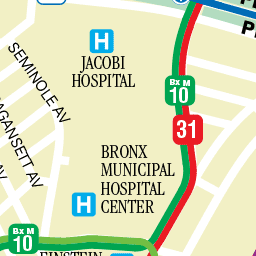 H
JACOBI
HOSPITAL
SEMINOLE AV
Bx M
10
31
BRONX
MUNICIPAL
HOSPITAL
CENTER
H
Bx M
10